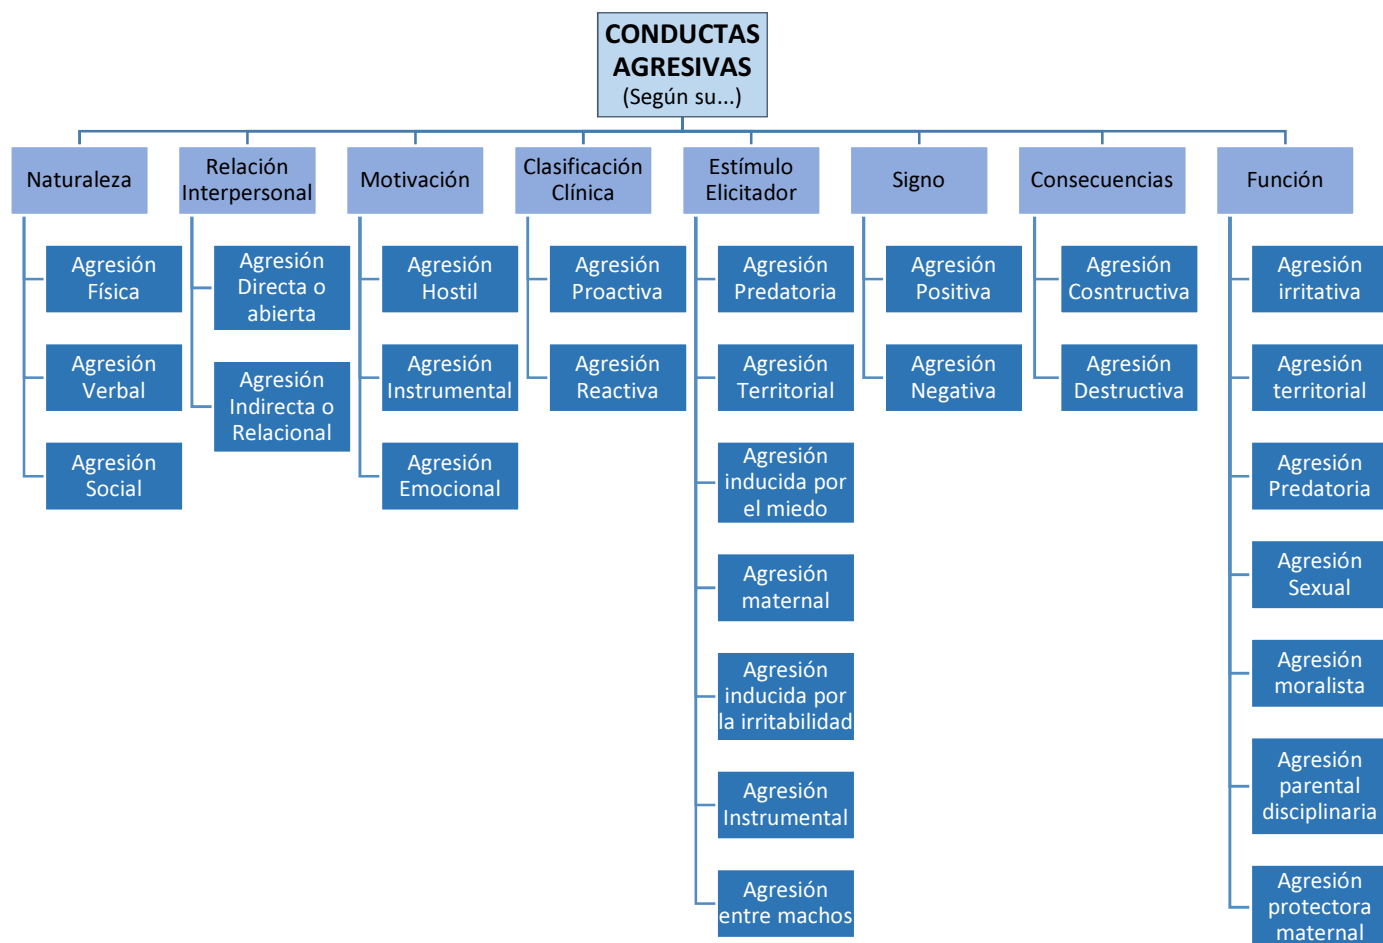 CONDUCTAS
AGRESIVAS
(Según su...)
Naturaleza
Relación
Interpersonal
Motivación
Clasificación
Clínica
Estímulo
Elicitador
Signo
Consecuencias
Función
Agresión
Física
Agresión
Verbal
Agresión
Social
Agresión
Directa o
abierta
Agresión
Indirecta o
Relacional
Agresión
Hostil
Agresión
Instrumental
Agresión
Emocional
Agresión
Proactiva
Agresión
Reactiva
Agresión
Predatoria
Agresión
Territorial
Agresión
inducida por
el miedo
Agresión
maternal
Agresión
inducida por
la irritabilidad
Agresión
Instrumental
Agresión
entre machos
Agresión
Positiva
Agresión
Negativa
Agresión
Cosntructiva
Agresión
Destructiva
Agresión
irritativa
Agresión
territorial
Agresión
Predatoria
Agresión
Sexual
Agresión
moralista
Agresión
parental
disciplinaria
Agresión
protectora
maternal